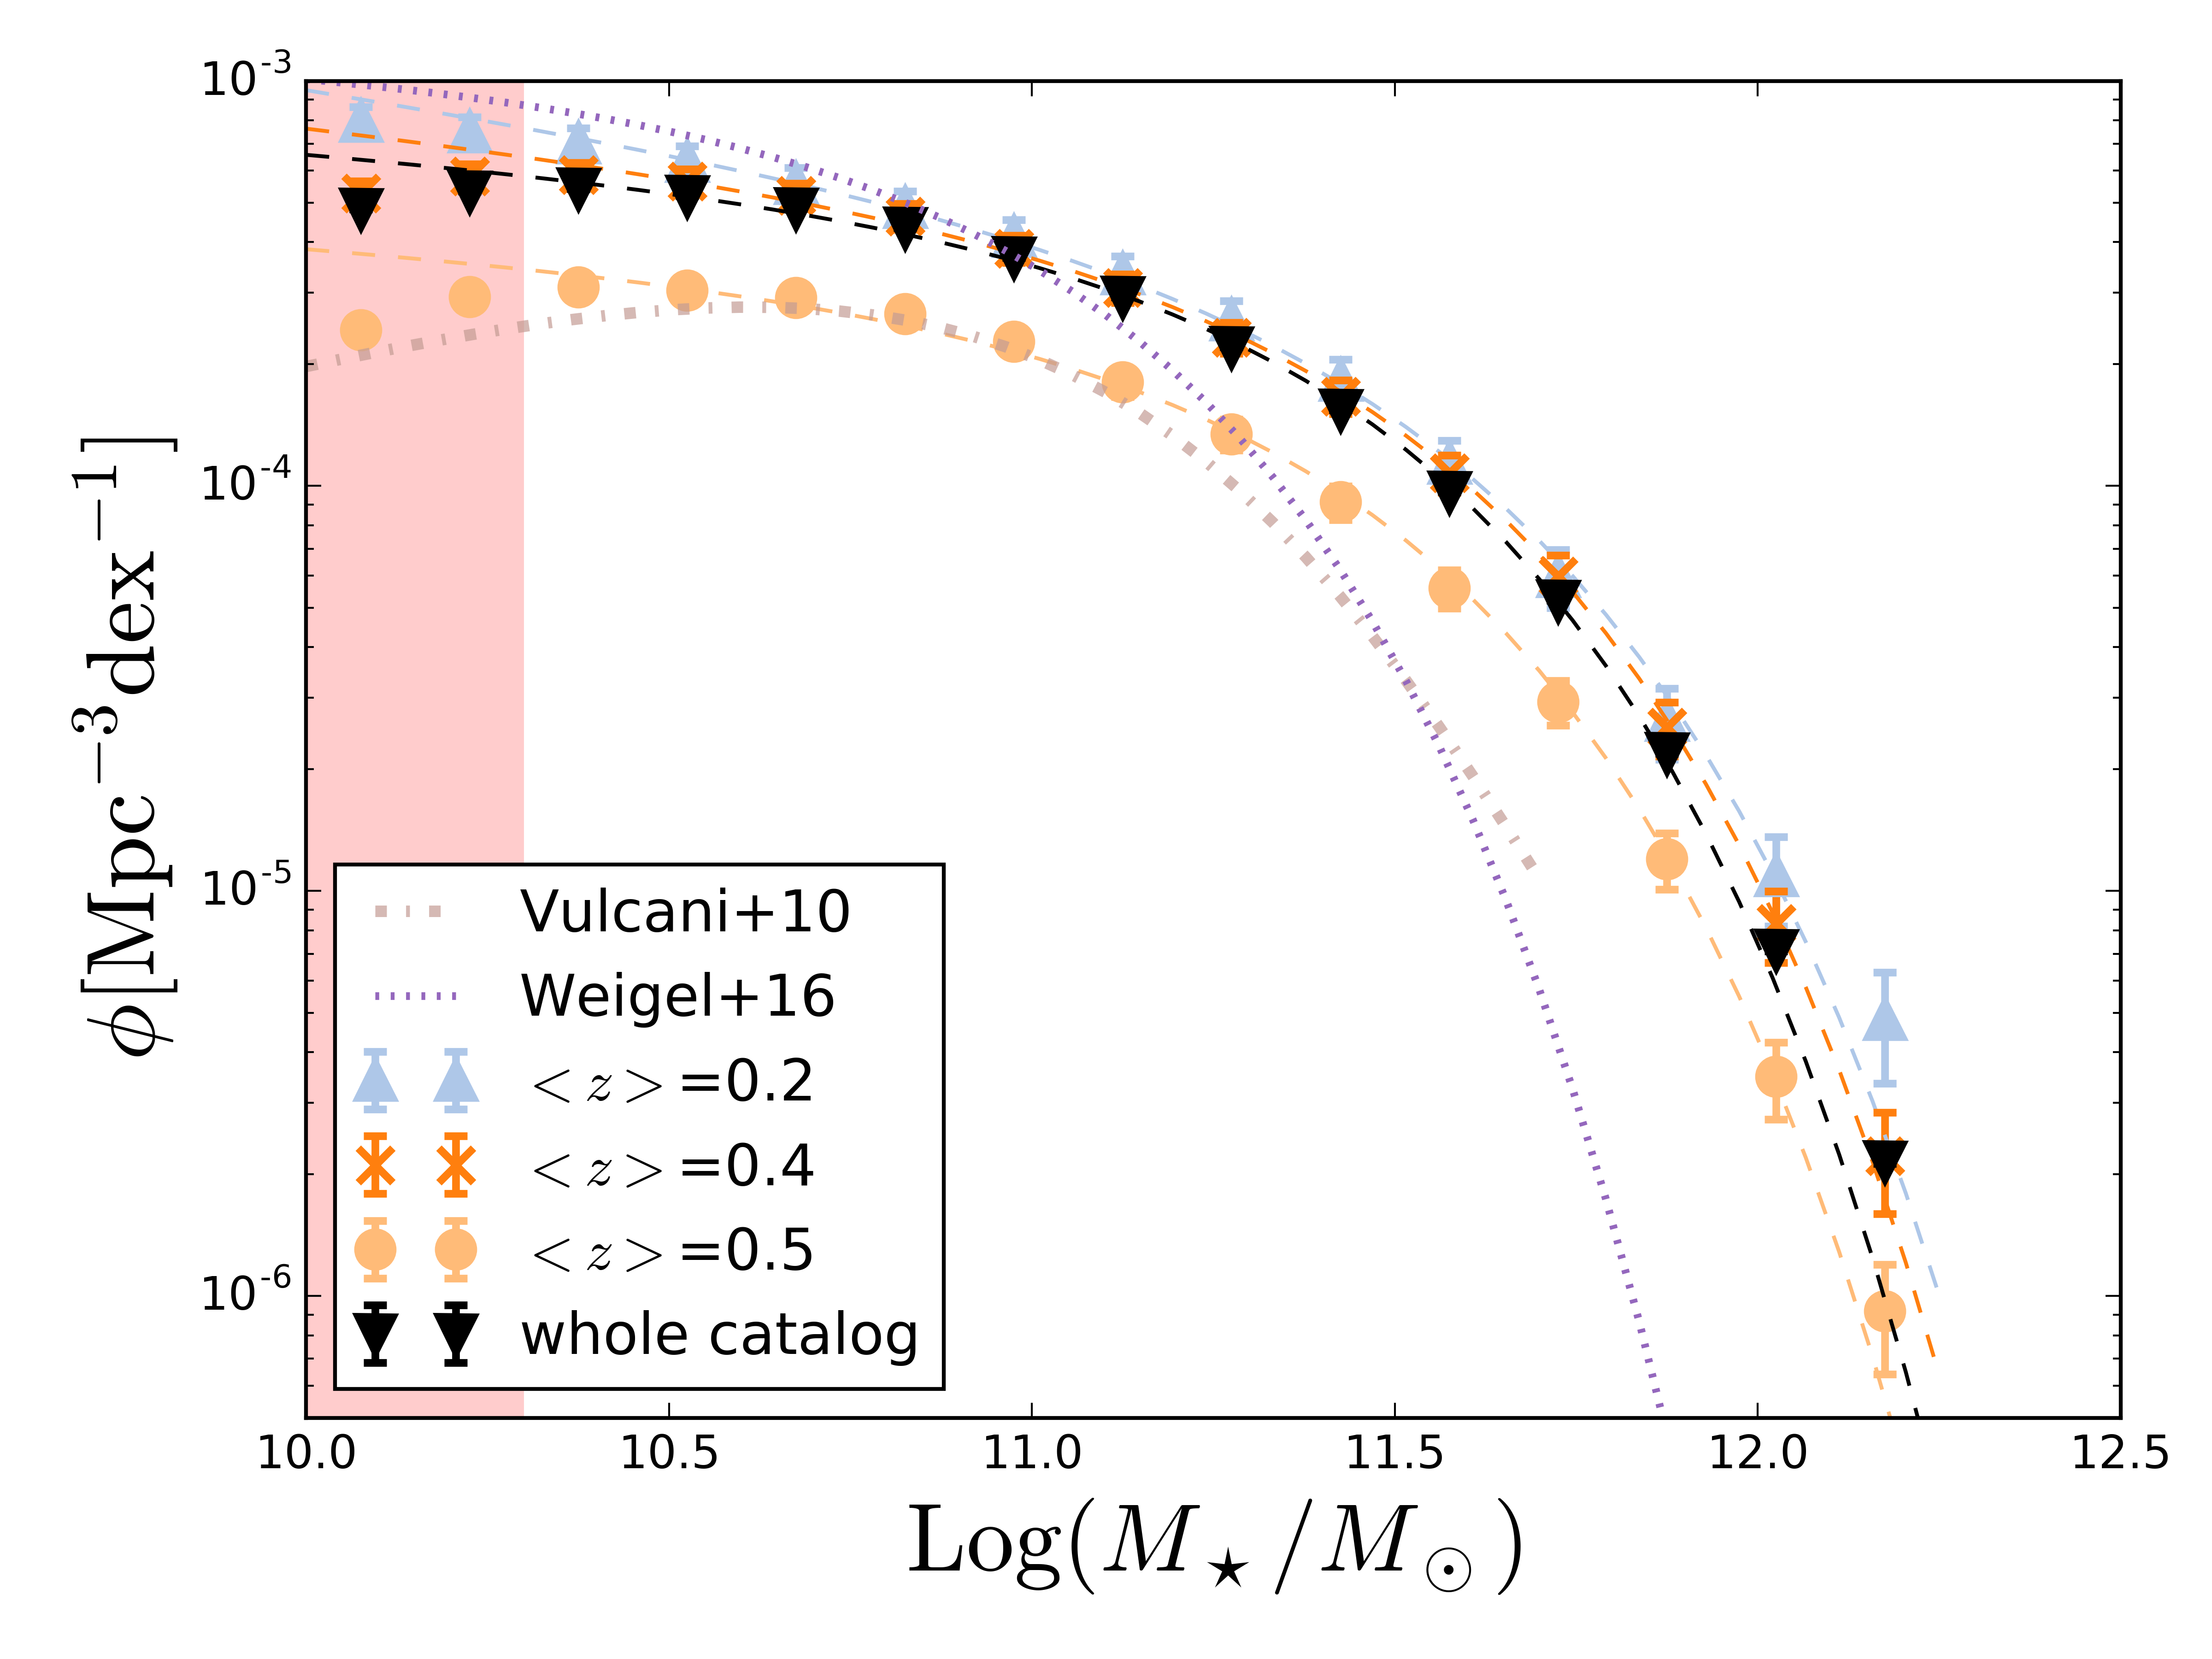 10⁻³
10⁻⁴
10⁻⁵
10⁻⁶
ϕ[Mpc⁻³dex⁻¹]
Vulcani+10
Weigel+16
<z>=0.2
<z>=0.4
<z>=0.5
whole catalog
10.0 10.5 11.0 11.5 12.0 12.5
Log(M⋆/M⊙)